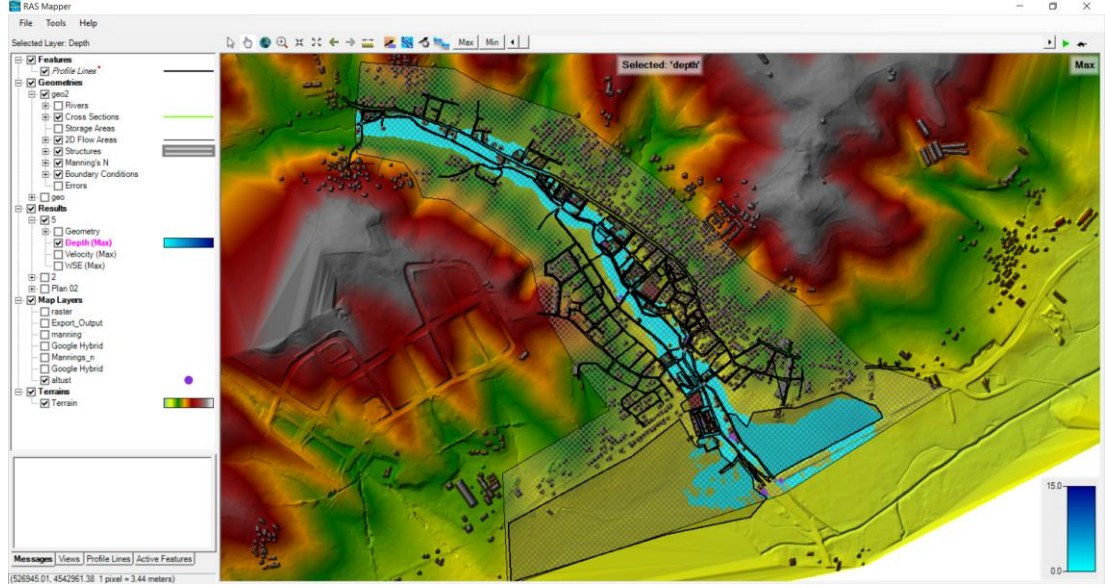 RAS Mapper
File Tools Help
Selected Layer: Depth
Max Min
Features
Profile Lines
Geometries
geo2
Rivers
Cross Sections
Storage Areas
2D Flow Areas
Structures
Manning's N
Boundary Conditions
Errors
geo
Results
5
Geometry
Depth (Max)
Velocity (Max)
WSE (Max)
2
Plan 02
Map Layers
raster
Export_Output
manning
Google Hybrid
Mannings_n
Google Hybrid
altust
Terrains
Terrain
Selected: 'depth'
Max
15.0
0.0
Messages Views Profile Lines Active Features
(526945.01, 4542961.38 1 pixel = 3.44 meters)